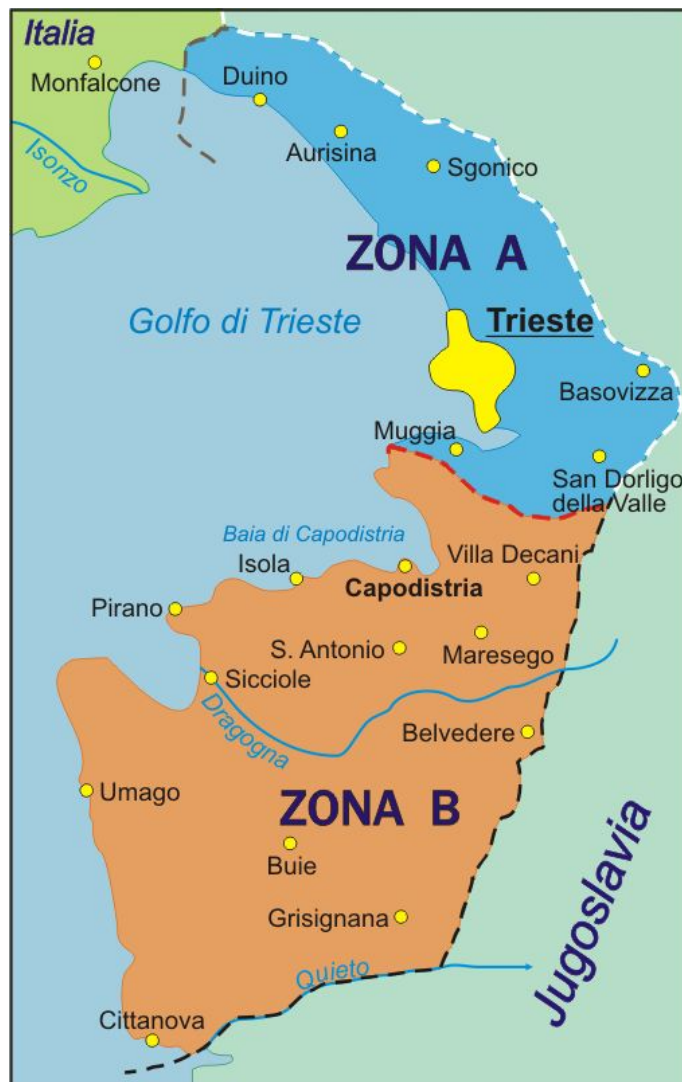 Italia
Monfalcone
Duino
Isonzo
Aurisina
Sgonico
ZONA A
Golfo di Trieste
Trieste
Basovizza
Muggia
San Dorligo
della Valle
Baia di Capodistria
Isola
Villa Decani
Capodistria
Pirano
S. Antonio
Maresego
Sicciole
Dragogna
Belvedere
Umago
ZONA B
Buie
Jugoslavia
Grisignana
Quieto
Cittanova